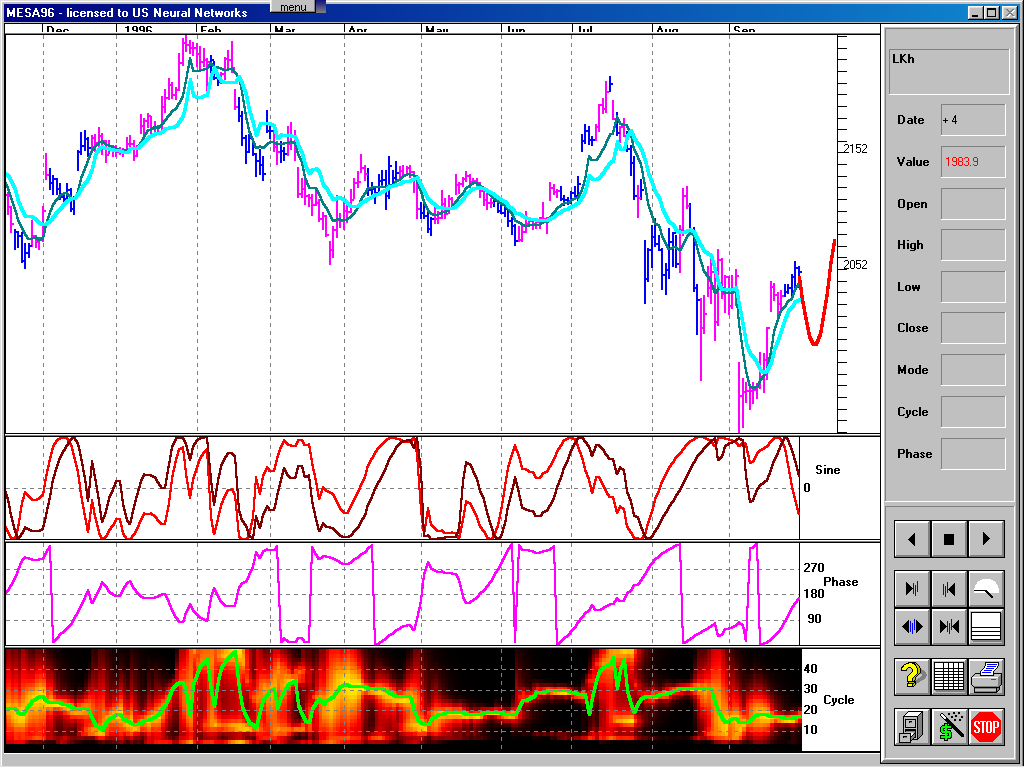 menu
MESA96 - licensed to US Neural Networks
Dec 1996 Feb Mar Apr May Jun Jul Aug Sep
LKh
Date + 4
2152
Value 1983.9
Open
High
2052
Low
Close
Mode
Cycle
Phase
Sine
0
270
Phase
180
90
40
30
Cycle
20
10
?
$
STOP